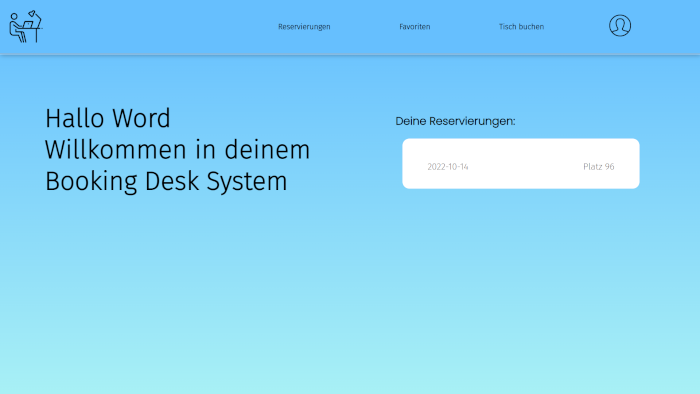 Reservierungen
Favoriten
Tisch buchen
Hallo Word
Willkommen in deinem
Booking Desk System
Deine Reservierungen:
2022-10-14
Platz 96